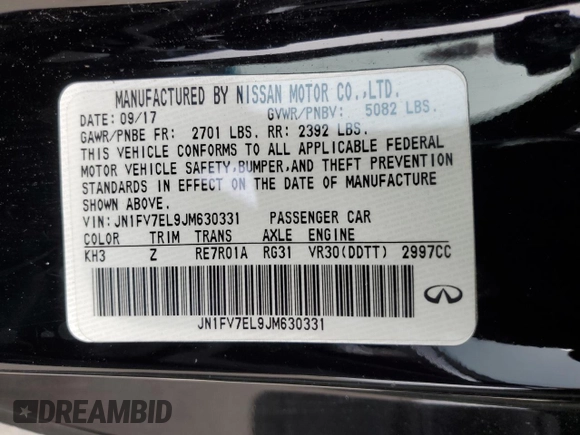 MANUFACTURED BY NISSAN MOTOR CO.,LTD.
DATE: 09/17 GVWR/PNBV: 5082 LBS.
GAWR/PNBE FR: 2701 LBS. RR: 2392 LBS.
THIS VEHICLE CONFORMS TO ALL APPLICABLE FEDERAL
MOTOR VEHICLE SAFETY,BUMPER,AND THEFT PREVENTION
STANDARDS IN EFFECT ON THE DATE OF MANUFACTURE
SHOWN ABOVE.
VIN: JN1FV7EL9JM630331 PASSENGER CAR
COLOR TRIM TRANS AXLE ENGINE
KH3 Z RE7R01A RG31 VR30(DDTT) 2997CC
JN1FV7EL9JM630331
DREAMBID